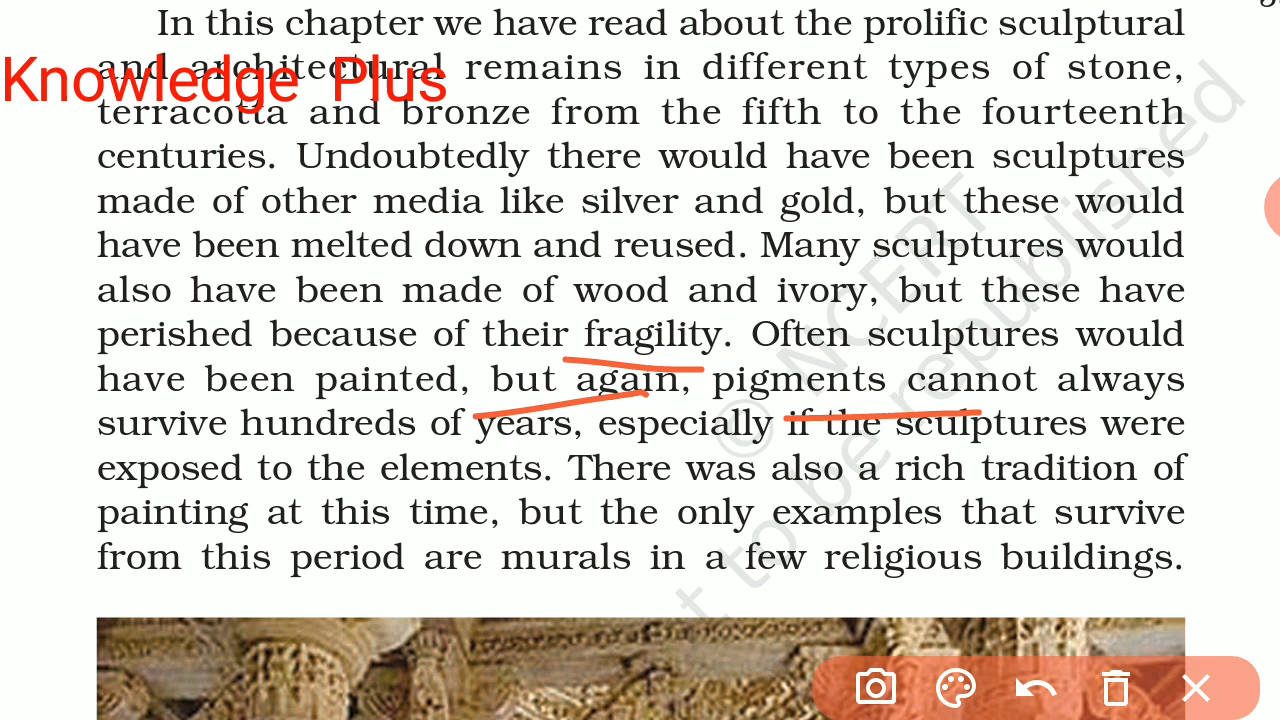 In this chapter we have read about the prolific sculptural
Knowledge Plus
and architectural remains in different types of stone,
terracotta and bronze from the fifth to the fourteenth
centuries. Undoubtedly there would have been sculptures
made of other media like silver and gold, but these would
have been melted down and reused. Many sculptures would
also have been made of wood and ivory, but these have
perished because of their fragility. Often sculptures would
have been painted, but again, pigments cannot always
survive hundreds of years, especially if the sculptures were
exposed to the elements. There was also a rich tradition of
painting at this time, but the only examples that survive
from this period are murals in a few religious buildings.
© NCERT
to be republished